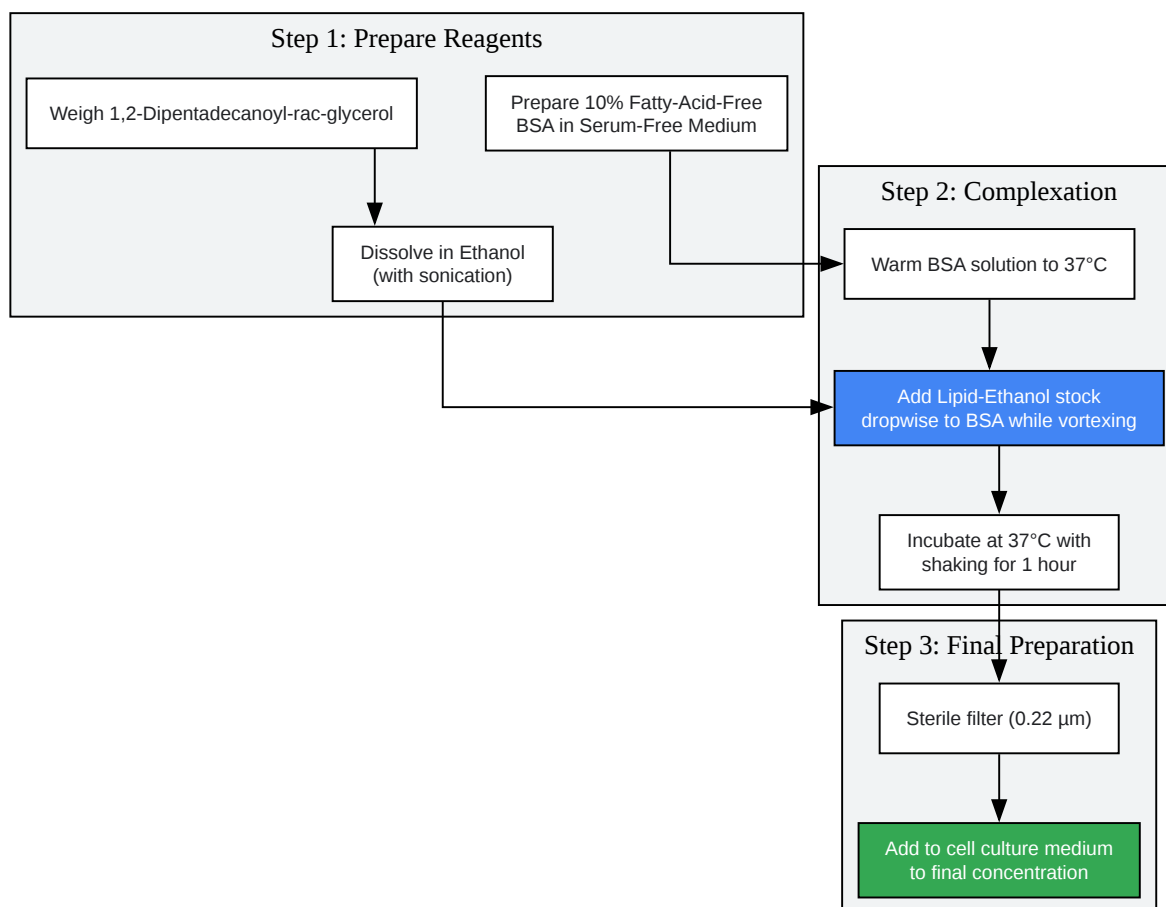 Step 1: Prepare Reagents
Weigh 1,2-Dipentadecanoyl-rac-glycerol
Prepare 10% Fatty-Acid-Free
BSA in Serum-Free Medium
Dissolve in Ethanol
(with sonication)
Step 2: Complexation
Warm BSA solution to 37°C
Add Lipid-Ethanol stock
dropwise to BSA while vortexing
Incubate at 37°C with
shaking for 1 hour
Step 3: Final Preparation
Sterile filter (0.22 µm)
Add to cell culture medium
to final concentration